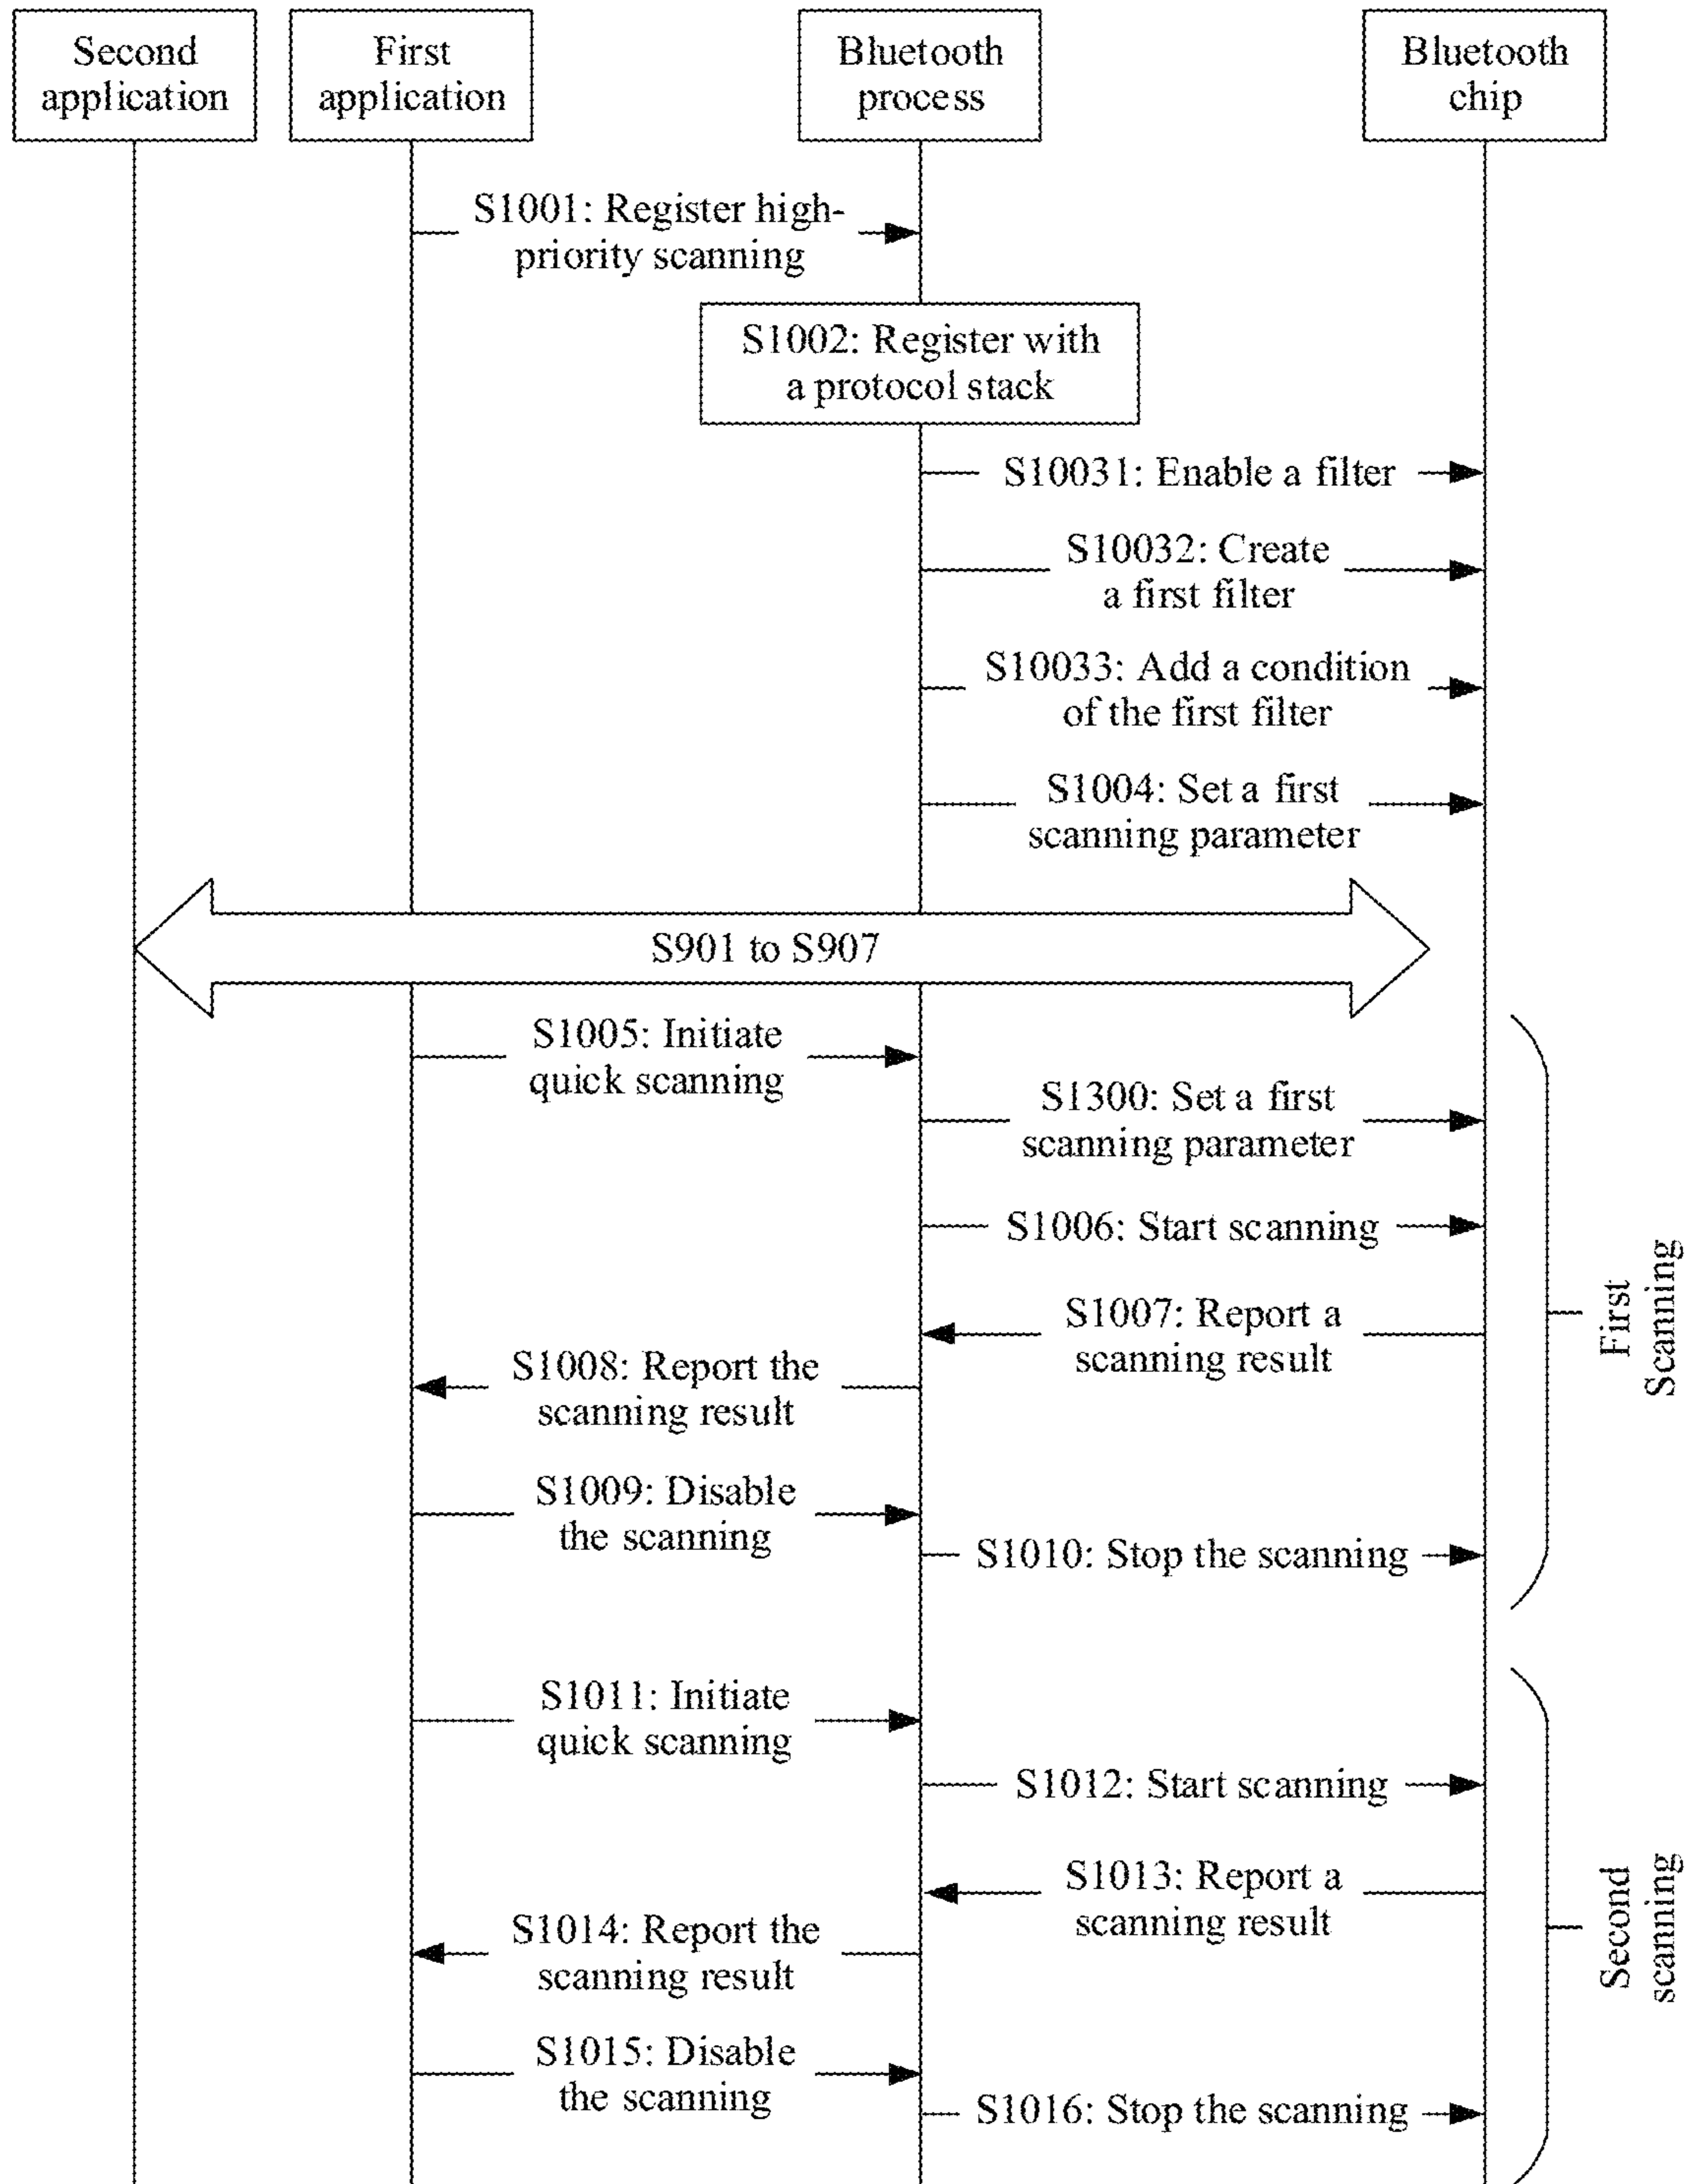 Second
application
First
application
Bluetooth
process
Bluetooth
chip
S1001: Register high-
priority scanning
S1002: Register with
a protocol stack
S10031: Enable a filter
S10032: Create
a first filter
S10033: Add a condition
of the first filter
S1004: Set a first
scanning parameter
S901 to S907
S1005: Initiate
quick scanning
S1300: Set a first
scanning parameter
S1006: Start scanning
S1007: Report a
scanning result
S1008: Report the
scanning result
S1009: Disable
the scanning
S1010: Stop the scanning
First
Scanning
S1011: Initiate
quick scanning
S1012: Start scanning
S1013: Report a
scanning result
S1014: Report the
scanning result
S1015: Disable
the scanning
S1016: Stop the scanning
Second
scanning